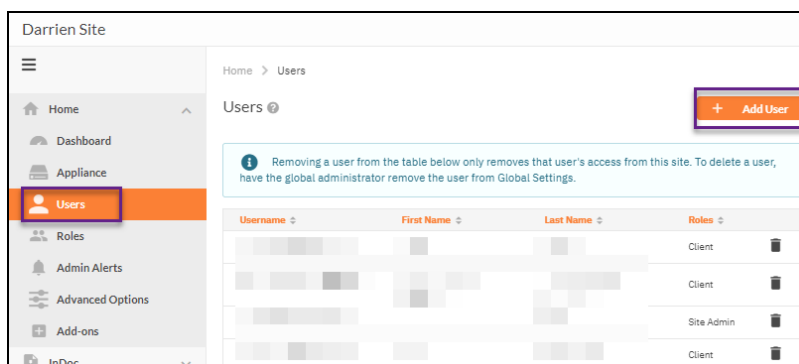 Darrien Site
Home > Users
Home
Users
+ Add User
Dashboard
Appliance
Removing a user from the table below only removes that user's access from this site. To delete a user,
have the global administrator remove the user from Global Settings.
Users
Username First Name Last Name Roles
Roles
Client
Admin Alerts
Client
Advanced Options
Site Admin
Add-ons
Client
InDoc